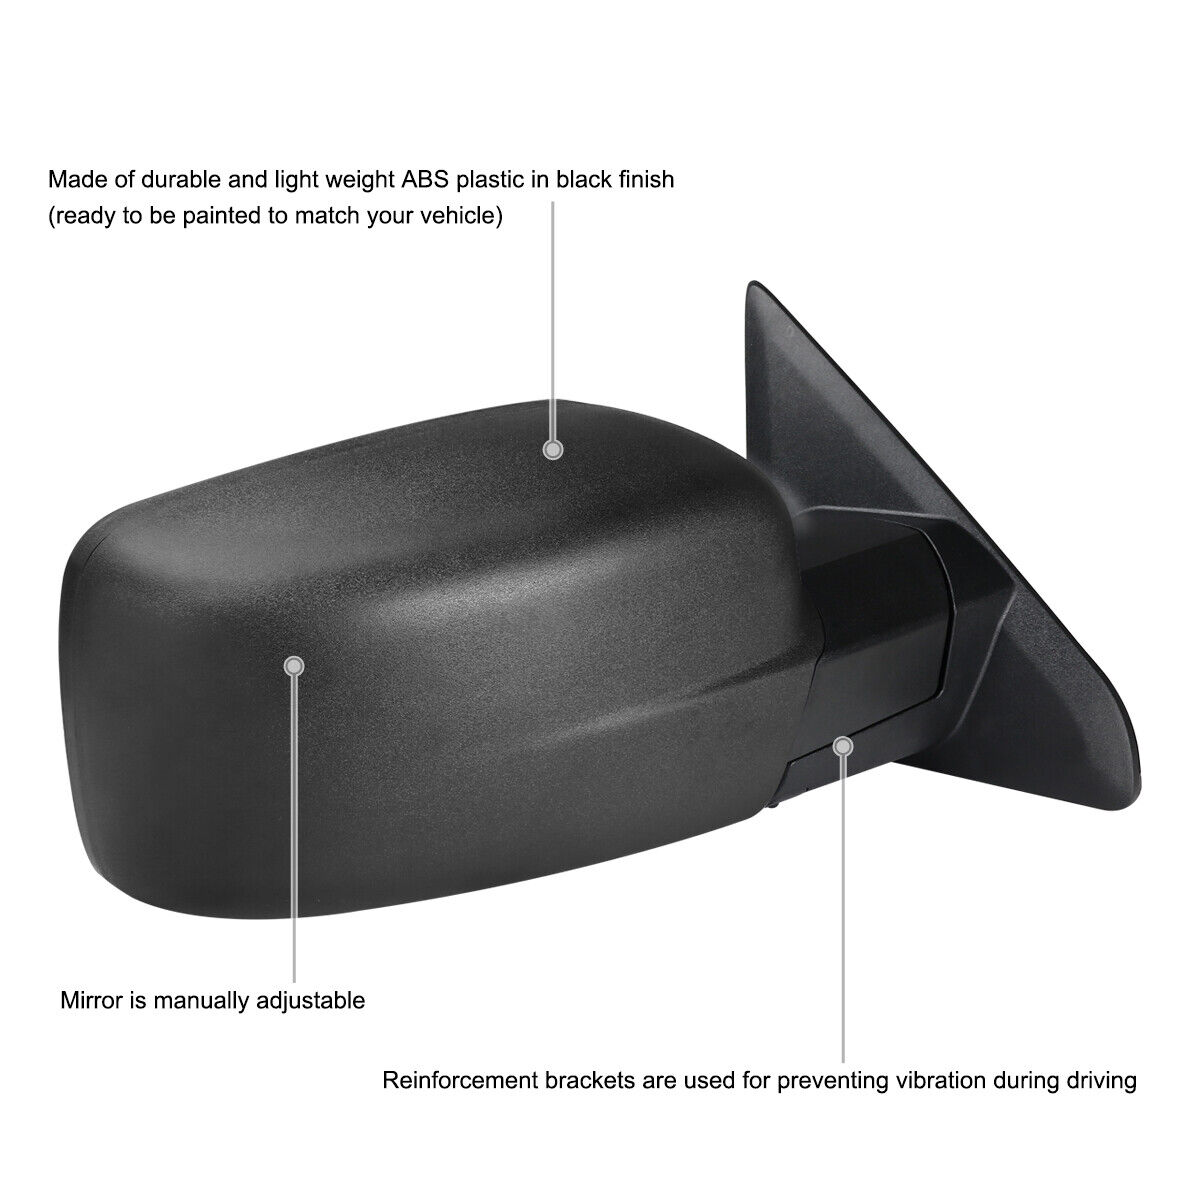 Made of durable and light weight ABS plastic in black finish
(ready to be painted to match your vehicle)
Mirror is manually adjustable
Reinforcement brackets are used for preventing vibration during driving